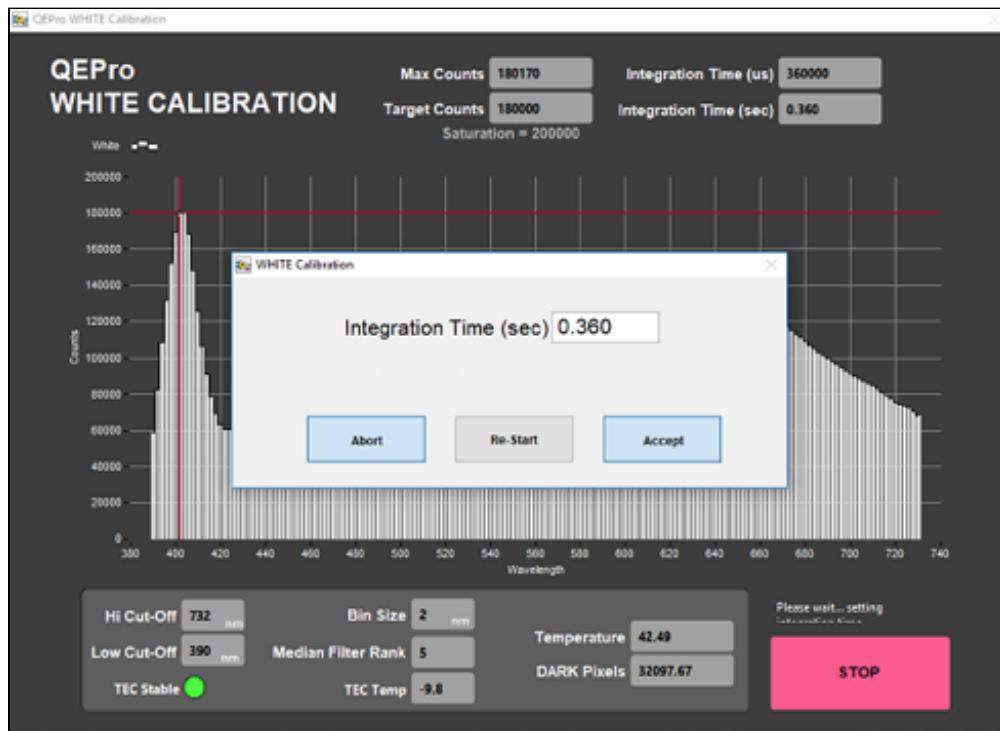 QEPro WHITE Calibration
QEPro
WHITE CALIBRATION
Max Counts 180170
Integration Time (us) 360000
Target Counts 180000
Integration Time (sec) 0.360
Saturation = 200000
White
200000
180000
160000
140000
120000
100000
80000
60000
40000
20000
0
Counts
WHITE Calibration
Integration Time (sec) 0.360
Abort
Re-Start
Accept
380 400 420 440 460 480 500 520 540 560 580 600 620 640 660 680 700 720 740
Wavelength
Hi Cut-Off 732 nm
Bin Size 2 nm
Low Cut-Off 390 nm
Median Filter Rank 5
TEC Stable
TEC Temp -9.8
Temperature 42.49
DARK Pixels 32097.67
Please wait... setting
integration time
STOP